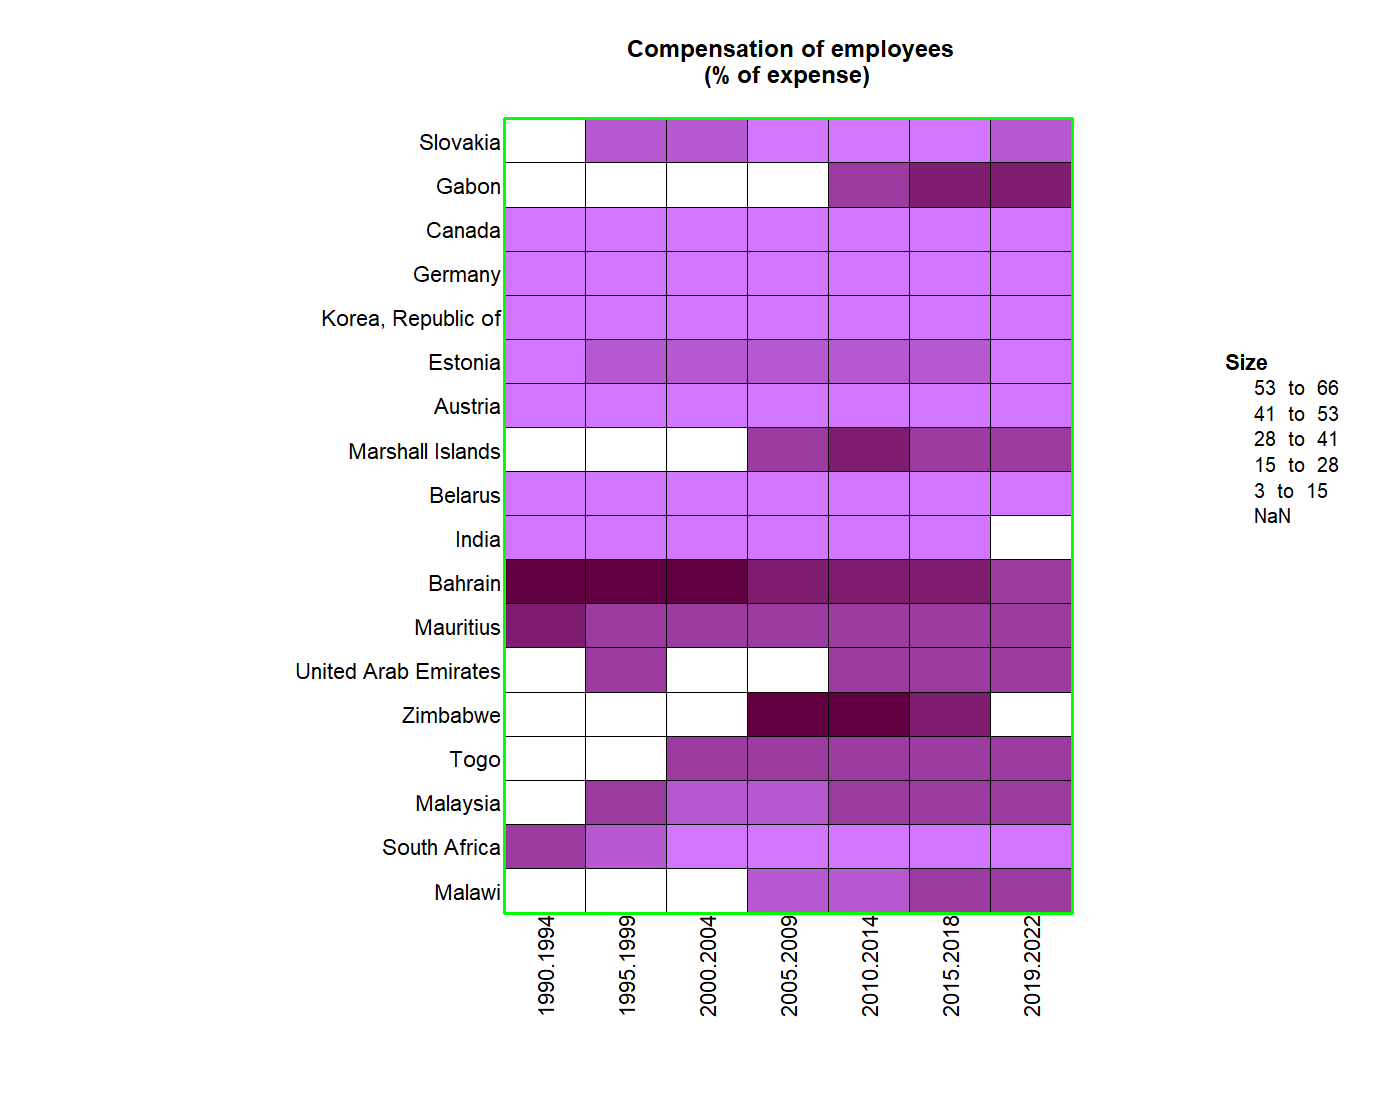 Compensation of employees
(% of expense)
Slovakia
Gabon
Canada
Germany
Korea, Republic of
Estonia
Austria
Marshall Islands
Belarus
India
Bahrain
Mauritius
United Arab Emirates
Zimbabwe
Togo
Malaysia
South Africa
Malawi
1990.1994
1995.1999
2000.2004
2005.2009
2010.2014
2015.2018
2019.2022
Size
53 to 66
41 to 53
28 to 41
15 to 28
3 to 15
NaN